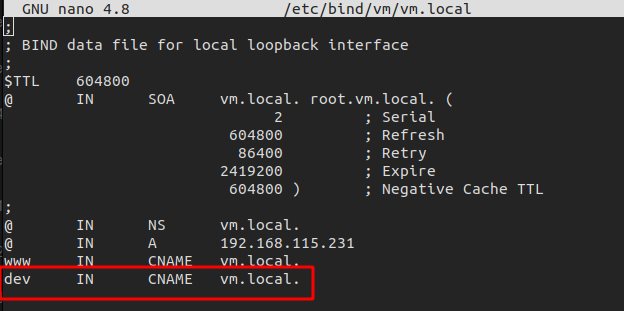 GNU nano 4.8 /etc/bind/vm/vm.local
;
; BIND data file for local loopback interface
;
$TTL 604800
@ IN SOA vm.local. root.vm.local. (
2 ; Serial
604800 ; Refresh
86400 ; Retry
2419200 ; Expire
604800 ) ; Negative Cache TTL
;
@ IN NS vm.local.
@ IN A 192.168.115.231
www IN CNAME vm.local.
dev IN CNAME vm.local.